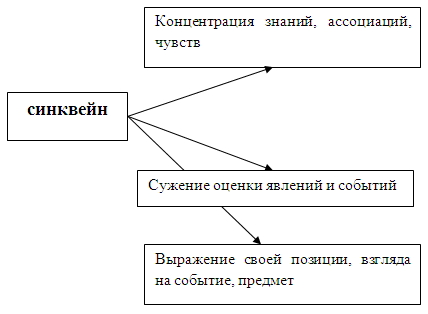 Концентрация знаний, ассоциаций,
чувств
синквейн
Сужение оценки явлений и событий
Выражение своей позиции, взгляда
на событие, предмет